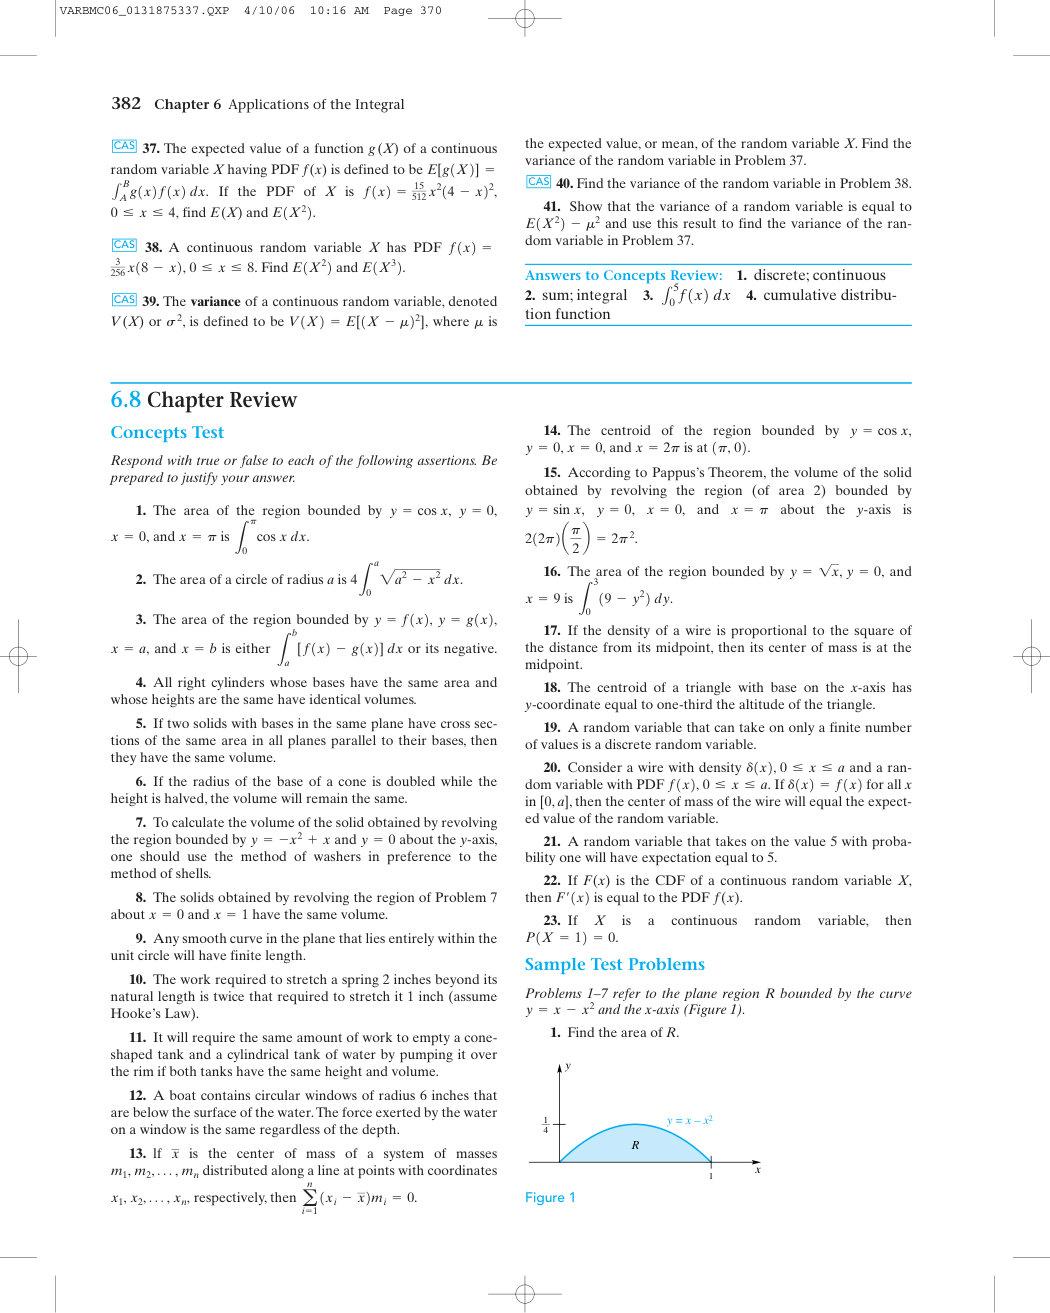 VARBMC06_0131875337.QXP 4/10/06 10:16 AM Page 370
382 Chapter 6 Applications of the Integral
CAS 37. The expected value of a function g(X) of a continuous
random variable X having PDF f(x) is defined to be E[g(X)] =
∫_A^B g(x)f(x) dx. If the PDF of X is f(x) = 15/512 x²(4 − x)²,
0 ≤ x ≤ 4, find E(X) and E(X²).
CAS 38. A continuous random variable X has PDF f(x) =
3/256 x(8 − x), 0 ≤ x ≤ 8. Find E(X²) and E(X³).
CAS 39. The variance of a continuous random variable, denoted
V(X) or σ², is defined to be V(X) = E[(X − μ)²], where μ is
the expected value, or mean, of the random variable X. Find the
variance of the random variable in Problem 37.
CAS 40. Find the variance of the random variable in Problem 38.
41. Show that the variance of a random variable is equal to
E(X²) − μ² and use this result to find the variance of the ran-
dom variable in Problem 37.
Answers to Concepts Review: 1. discrete; continuous
2. sum; integral 3. ∫_0^5 f(x) dx 4. cumulative distribu-
tion function
6.8 Chapter Review
Concepts Test
Respond with true or false to each of the following assertions. Be
prepared to justify your answer.
1. The area of the region bounded by y = cos x, y = 0,
x = 0, and x = π is ∫_0^π cos x dx.
2. The area of a circle of radius a is 4 ∫_0^a √(a² − x²) dx.
3. The area of the region bounded by y = f(x), y = g(x),
x = a, and x = b is either ∫_a^b [f(x) − g(x)] dx or its negative.
4. All right cylinders whose bases have the same area and
whose heights are the same have identical volumes.
5. If two solids with bases in the same plane have cross sec-
tions of the same area in all planes parallel to their bases, then
they have the same volume.
6. If the radius of the base of a cone is doubled while the
height is halved, the volume will remain the same.
7. To calculate the volume of the solid obtained by revolving
the region bounded by y = −x² + x and y = 0 about the y-axis,
one should use the method of washers in preference to the
method of shells.
8. The solids obtained by revolving the region of Problem 7
about x = 0 and x = 1 have the same volume.
9. Any smooth curve in the plane that lies entirely within the
unit circle will have finite length.
10. The work required to stretch a spring 2 inches beyond its
natural length is twice that required to stretch it 1 inch (assume
Hooke's Law).
11. It will require the same amount of work to empty a cone-
shaped tank and a cylindrical tank of water by pumping it over
the rim if both tanks have the same height and volume.
12. A boat contains circular windows of radius 6 inches that
are below the surface of the water. The force exerted by the water
on a window is the same regardless of the depth.
13. If x̄ is the center of mass of a system of masses
m₁, m₂, . . . , mₙ distributed along a line at points with coordinates
x₁, x₂, . . . , xₙ, respectively, then ∑_{i=1}^n (xᵢ − x̄)mᵢ = 0.
14. The centroid of the region bounded by y = cos x,
y = 0, x = 0, and x = 2π is at (π, 0).
15. According to Pappus's Theorem, the volume of the solid
obtained by revolving the region (of area 2) bounded by
y = sin x, y = 0, x = 0, and x = π about the y-axis is
2(2π)(π/2) = 2π².
16. The area of the region bounded by y = √x, y = 0, and
x = 9 is ∫_0^3 (9 − y²) dy.
17. If the density of a wire is proportional to the square of
the distance from its midpoint, then its center of mass is at the
midpoint.
18. The centroid of a triangle with base on the x-axis has
y-coordinate equal to one-third the altitude of the triangle.
19. A random variable that can take on only a finite number
of values is a discrete random variable.
20. Consider a wire with density δ(x), 0 ≤ x ≤ a and a ran-
dom variable with PDF f(x), 0 ≤ x ≤ a. If δ(x) = f(x) for all x
in [0, a], then the center of mass of the wire will equal the expect-
ed value of the random variable.
21. A random variable that takes on the value 5 with proba-
bility one will have expectation equal to 5.
22. If F(x) is the CDF of a continuous random variable X,
then F′(x) is equal to the PDF f(x).
23. If X is a continuous random variable, then
P(X = 1) = 0.
Sample Test Problems
Problems 1–7 refer to the plane region R bounded by the curve
y = x − x² and the x-axis (Figure 1).
1. Find the area of R.
y
1/4
y = x − x²
R
x
1
Figure 1